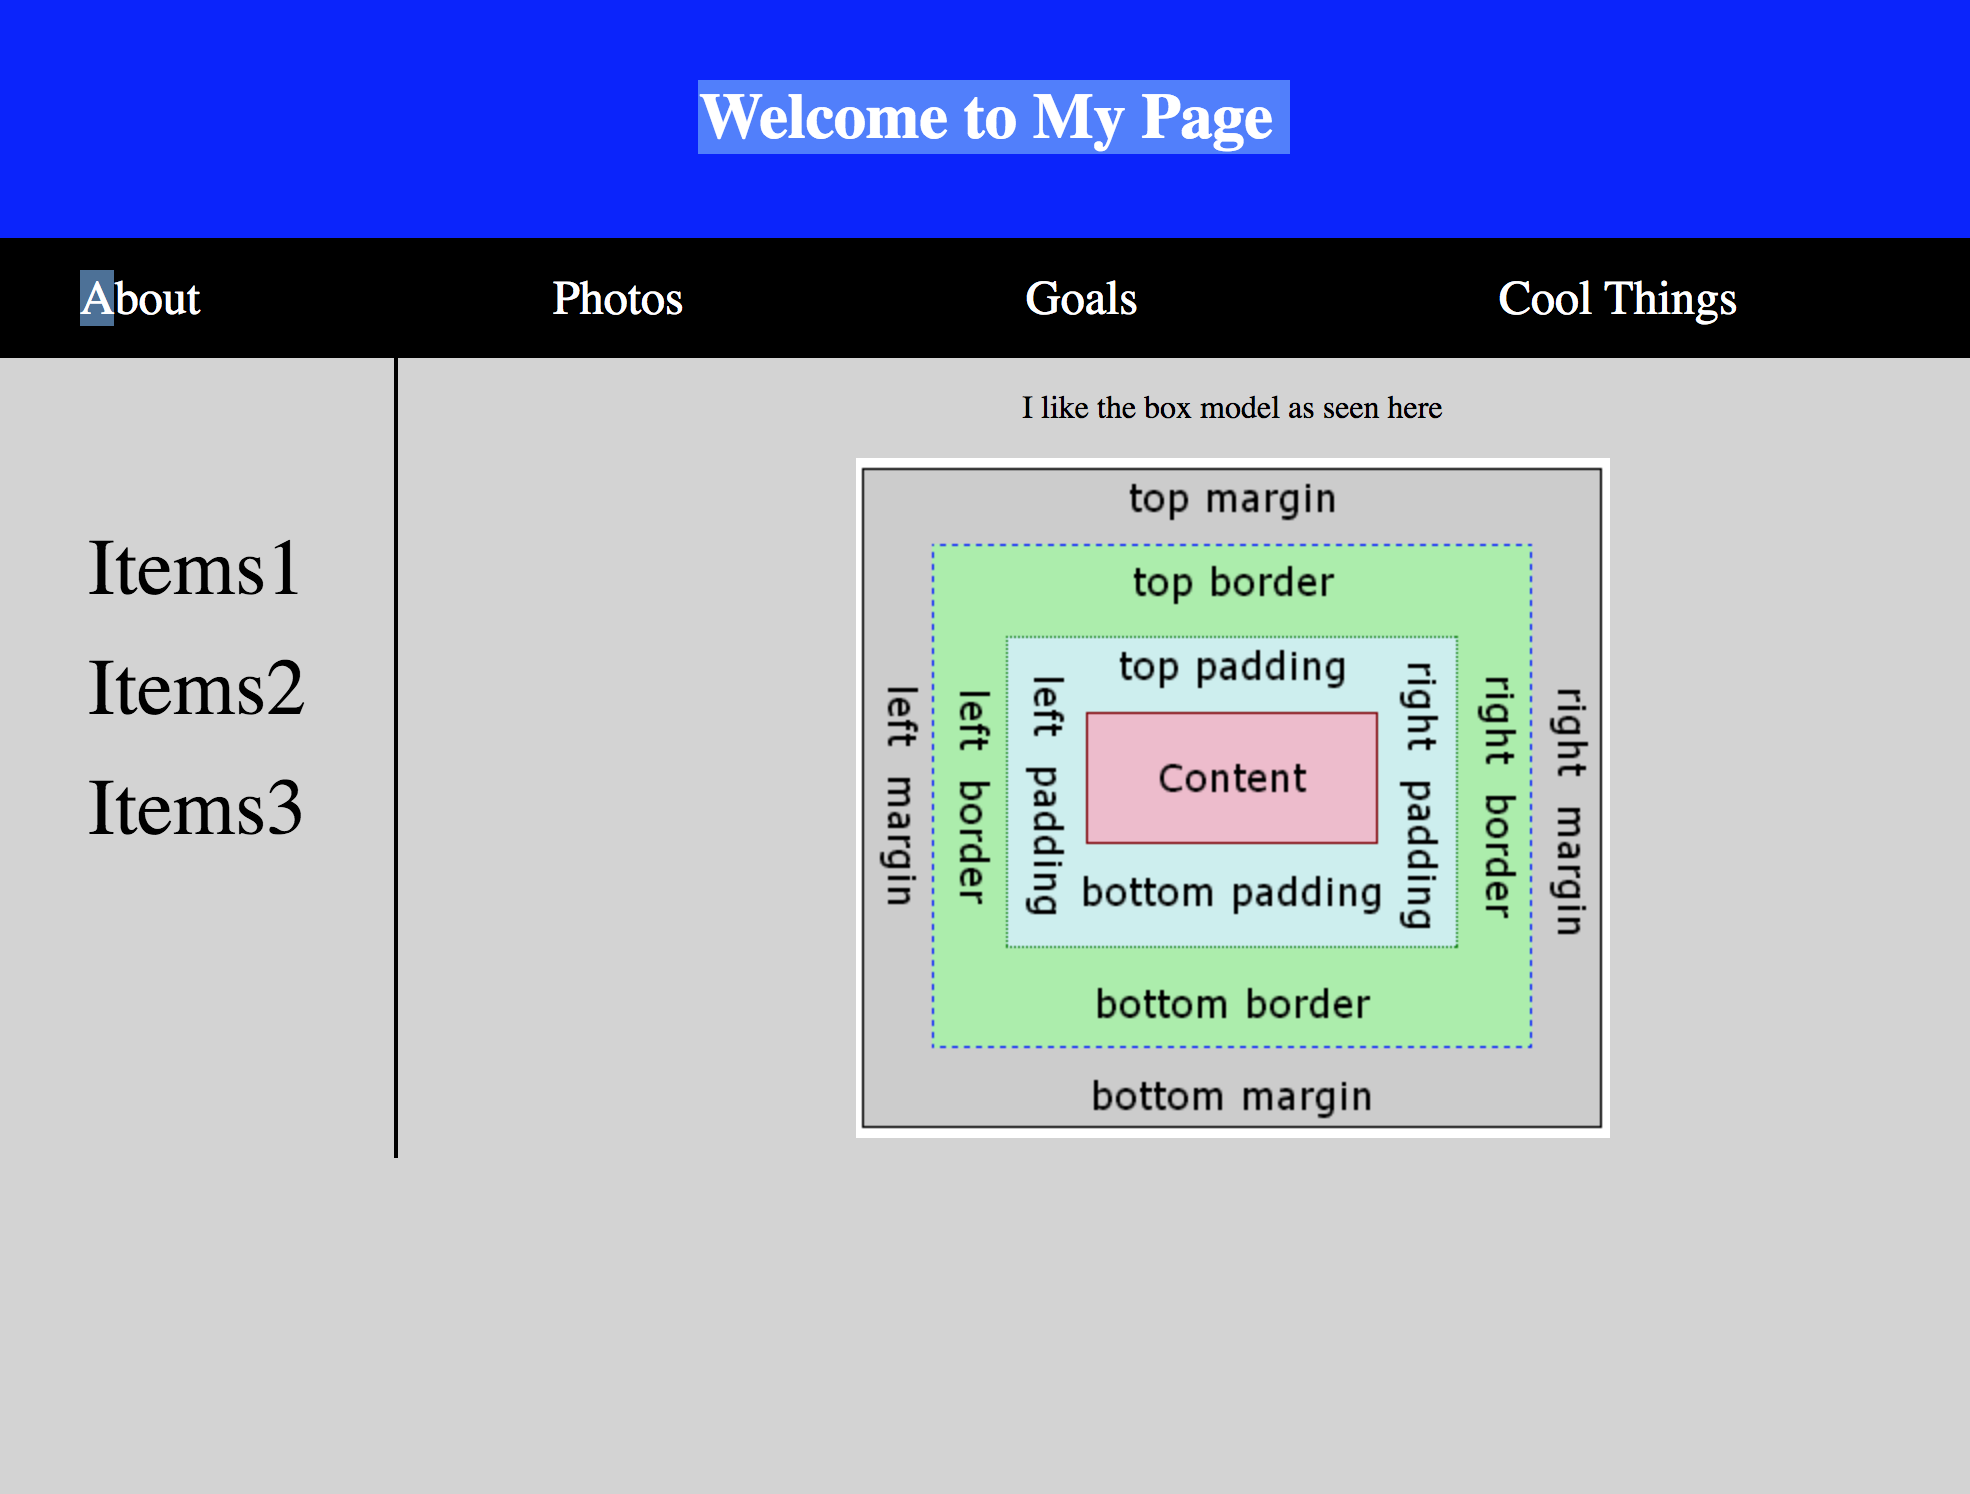 Welcome to My Page
About
Photos
Goals
Cool Things
Items1
Items2
Items3
I like the box model as seen here
top margin
top border
top padding
left margin
left border
left padding
Content
right padding
right border
right margin
bottom padding
bottom border
bottom margin